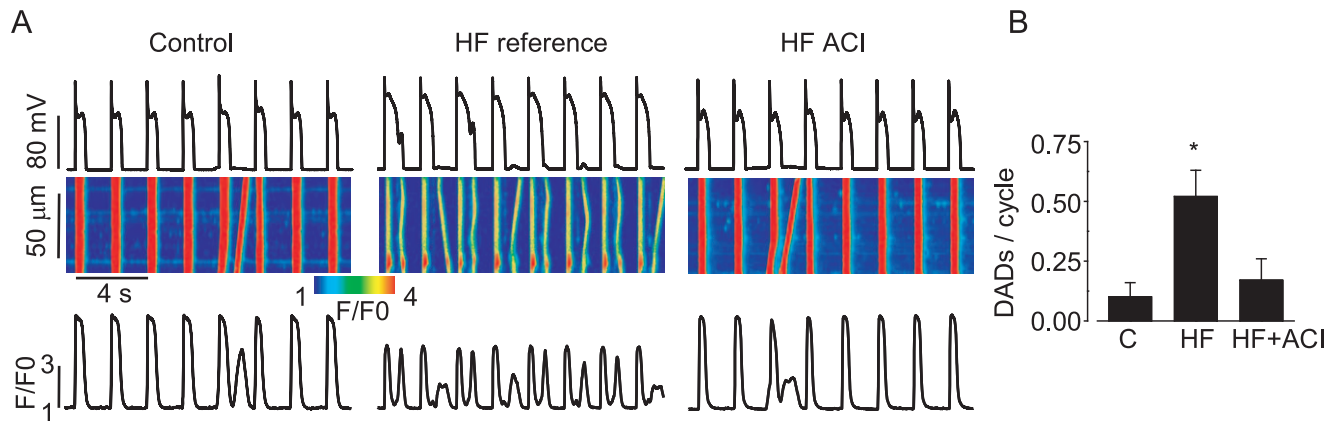 A
B
Control
HF reference
HF ACI
80 mV
50 µm
4 s
1
4
F/F0
F/F0
3
1
DADs / cycle
0.75
0.50
0.25
0.00
*
C
HF
HF+ACI